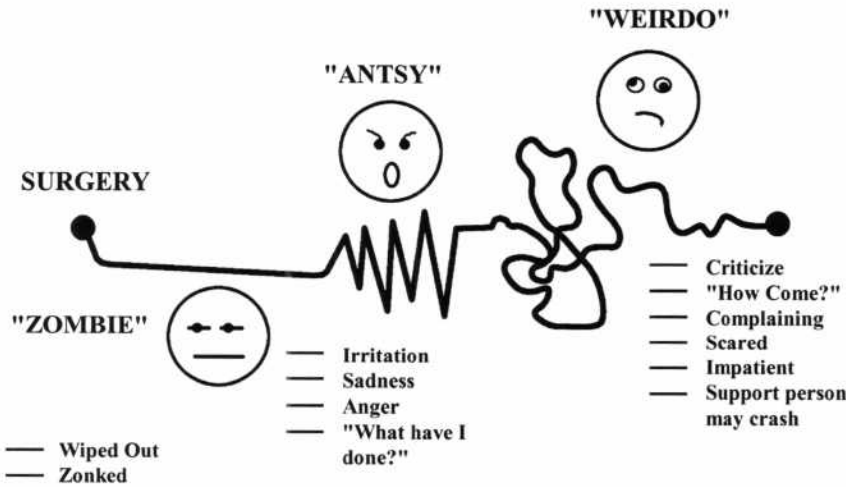 "WEIRDO"
"ANTSY"
SURGERY
"ZOMBIE"
Wiped Out
Zonked
Irritation
Sadness
Anger
"What have I
done?"
Criticize
"How Come?"
Complaining
Scared
Impatient
Support person
may crash